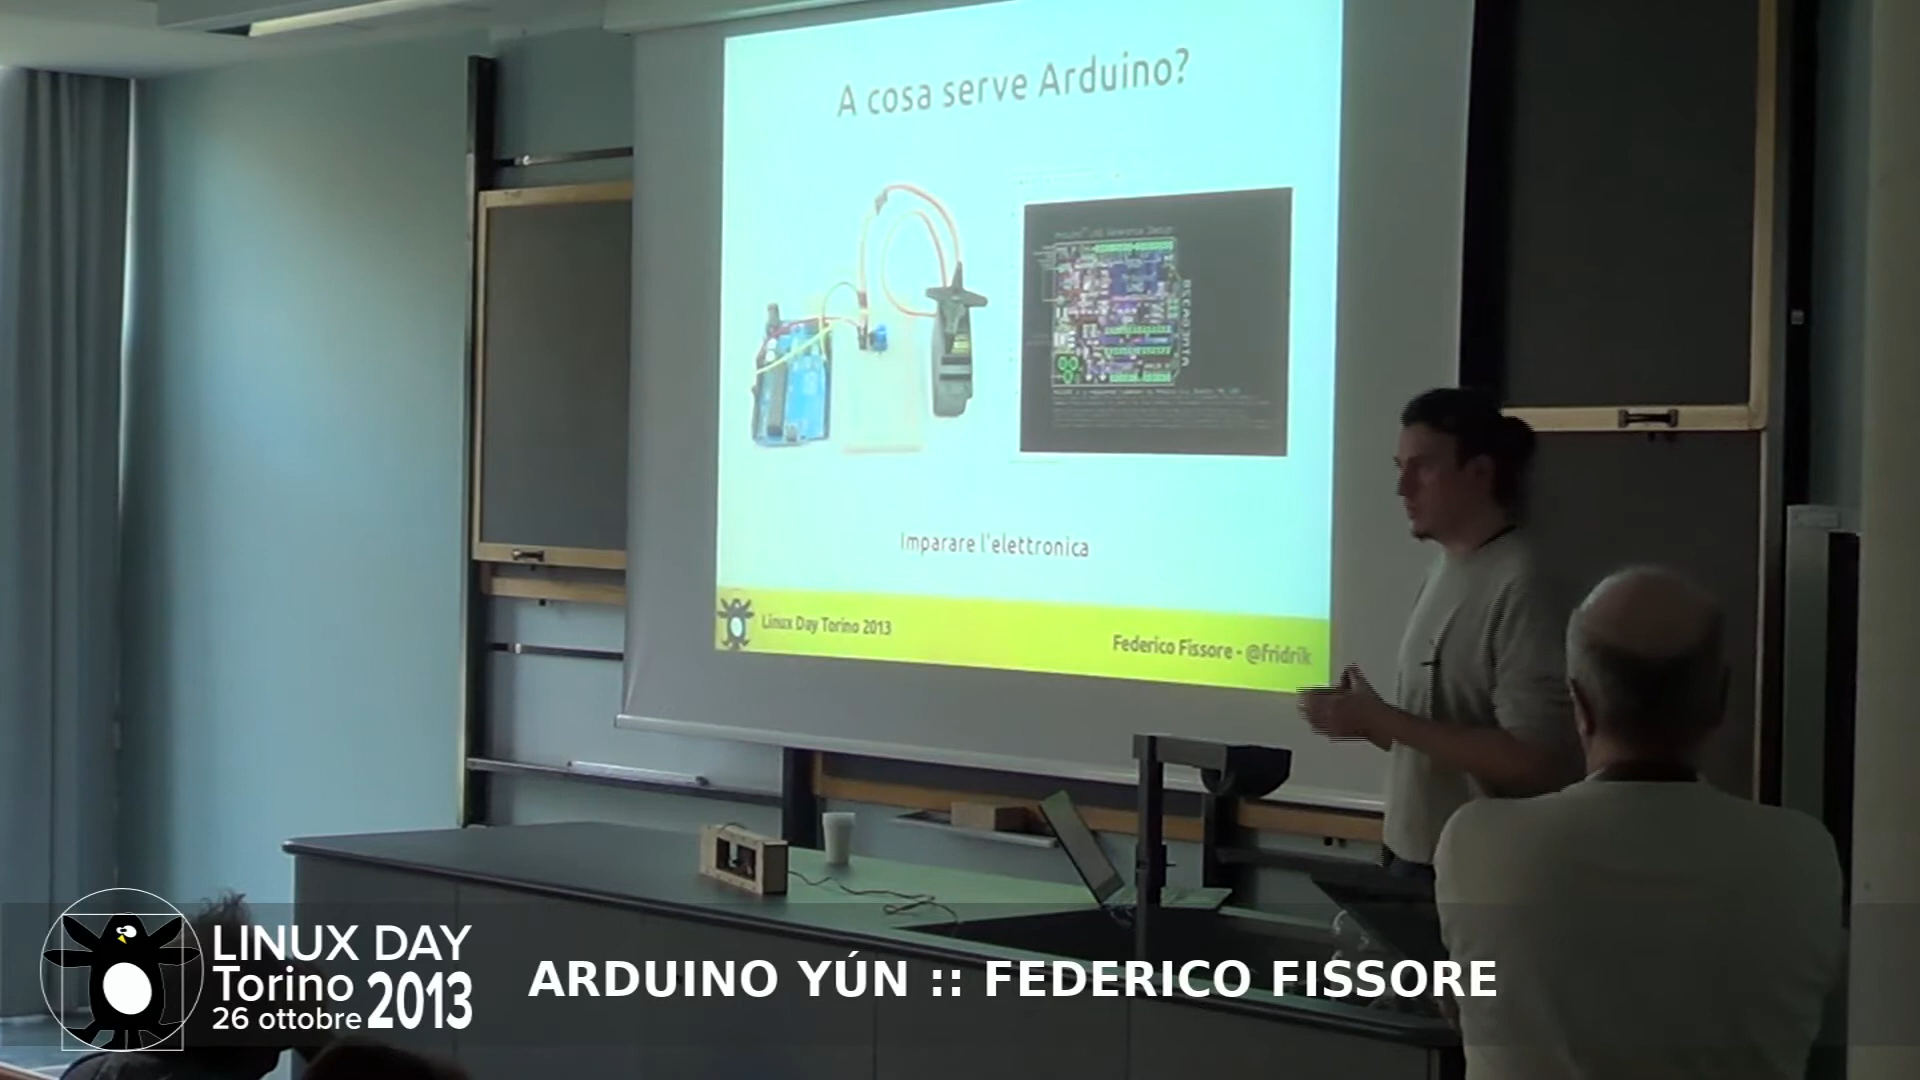 A cosa serve Arduino?
Imparare l'elettronica
Linux Day Torino 2013
Federico Fissore - @fridrik
LINUX DAY
Torino
26 ottobre 2013
ARDUINO YÚN :: FEDERICO FISSORE